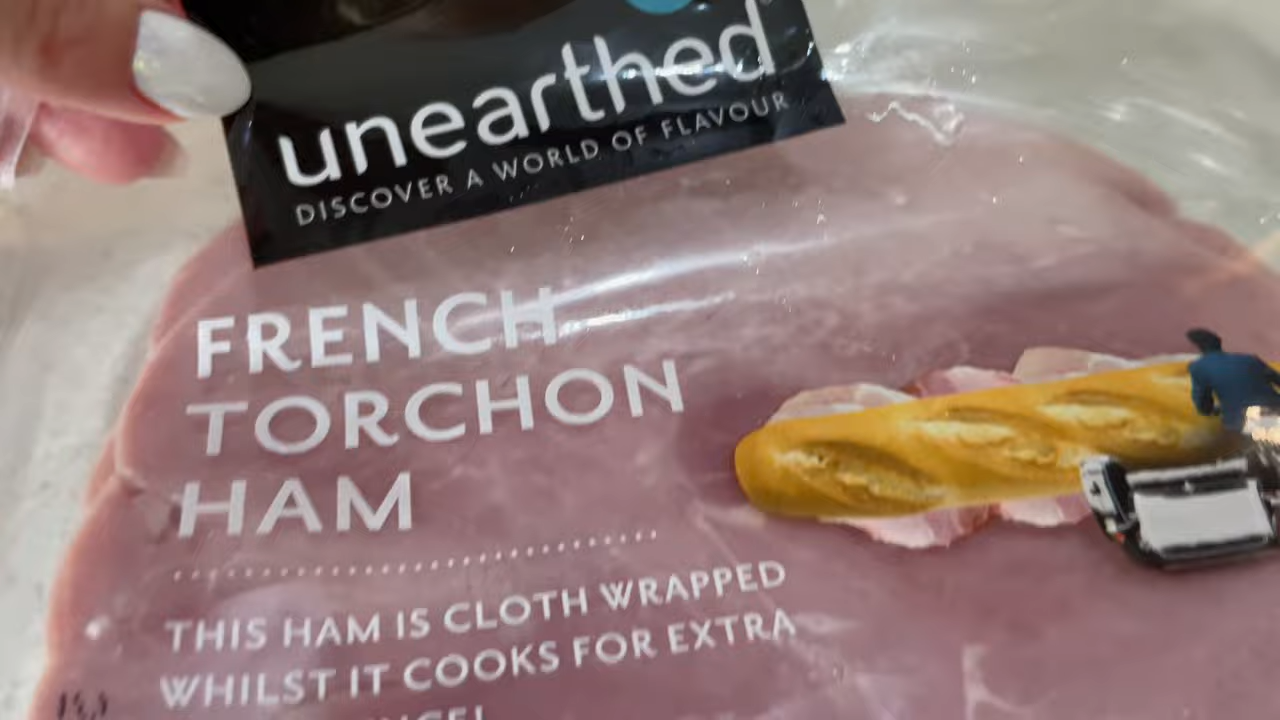 unearthed
DISCOVER A WORLD OF FLAVOUR
FRENCH
TORCHON
HAM
THIS HAM IS CLOTH WRAPPED
WHILST IT COOKS FOR EXTRA